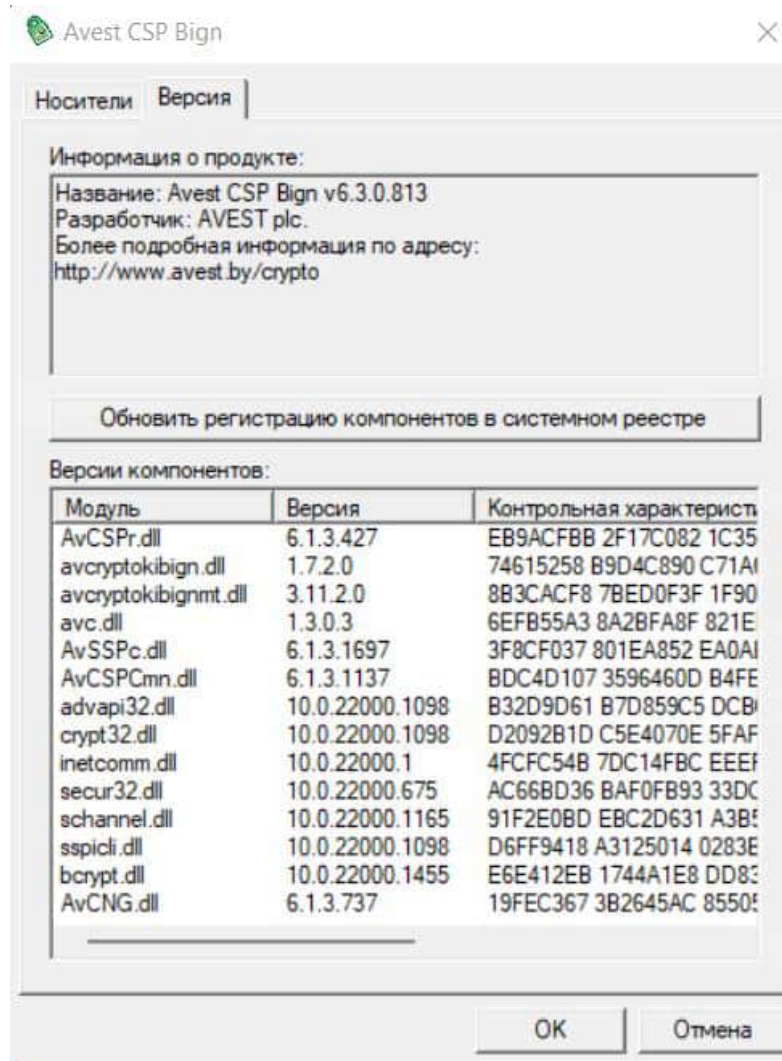 Avest CSP Bign
Носители Версия
Информация о продукте:
Название: Avest CSP Bign v6.3.0.813
Разработчик: AVEST plc.
Более подробная информация по адресу:
http://www.avest.by/crypto
Обновить регистрацию компонентов в системном реестре
Версии компонентов:
Модуль Версия Контрольная характеристи
AvCSPr.dll 6.1.3.427 EB9ACFBB 2F17C082 1C35
avcryptokibign.dll 1.7.2.0 74615258 B9D4C890 C71A
avcryptokibignmt.dll 3.11.2.0 8B3CACF8 7BED0F3F 1F90
avc.dll 1.3.0.3 6EFB55A3 8A2BFA8F 821E
AvSSPc.dll 6.1.3.1697 3F8CF037 801EA852 EA0A
AvCSPCmn.dll 6.1.3.1137 BDC4D107 3596460D B4FE
advapi32.dll 10.0.22000.1098 B32D9D61 B7D859C5 DCB
crypt32.dll 10.0.22000.1098 D2092B1D C5E4070E 5FAF
inetcomm.dll 10.0.22000.1 4FCFC54B 7DC14FBC EEEF
secur32.dll 10.0.22000.675 AC66BD36 BAF0FB93 33DC
schannel.dll 10.0.22000.1165 91F2E0BD EBC2D631 A3B5
sspicli.dll 10.0.22000.1098 D6FF9418 A3125014 0283E
bcrypt.dll 10.0.22000.1455 E6E412EB 1744A1E8 DD83
AvCNG.dll 6.1.3.737 19FEC367 3B2645AC 85505
OK Отмена